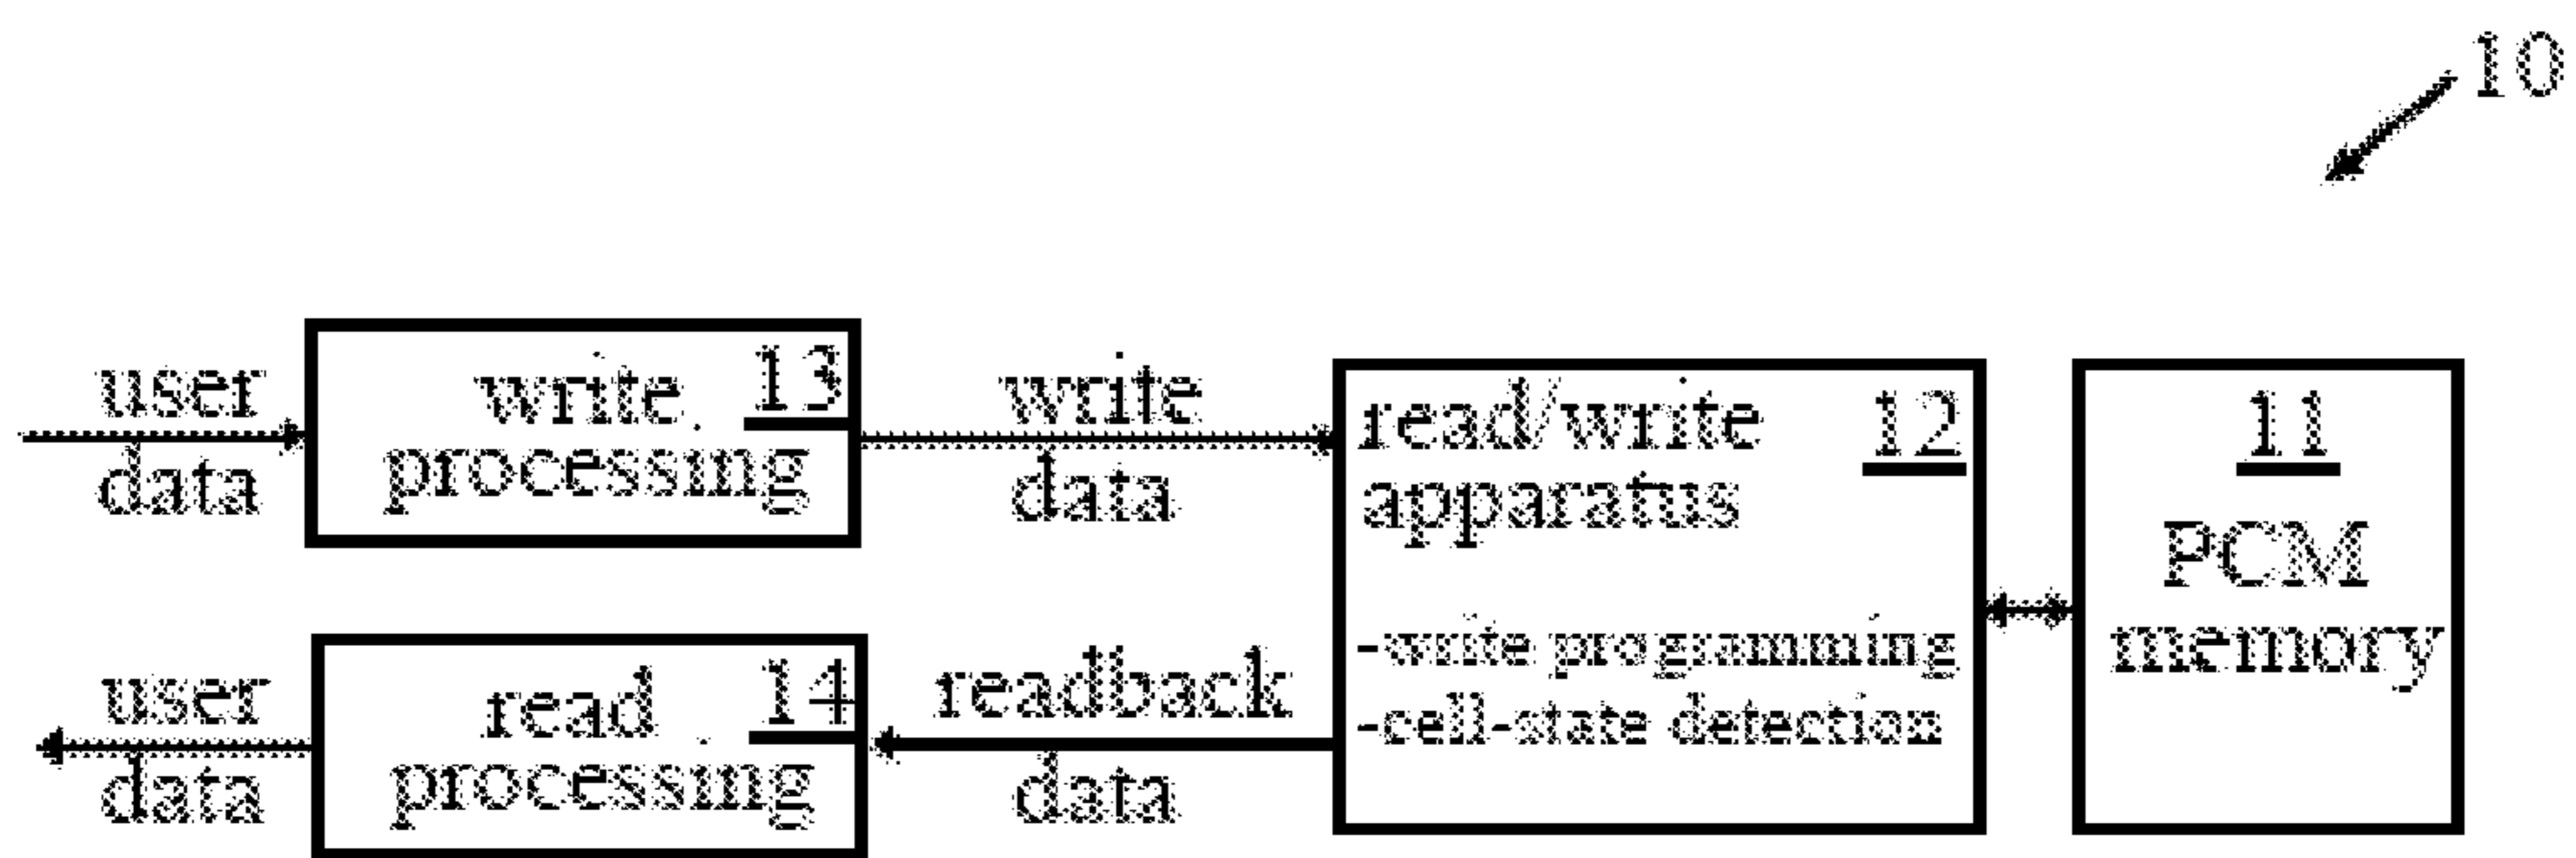 10
user
data
write
processing
13
write
data
read/write
apparatus
12
-write programming
-cell-state detection
11
PCM
memory
user
data
read
processing
14
readback
data